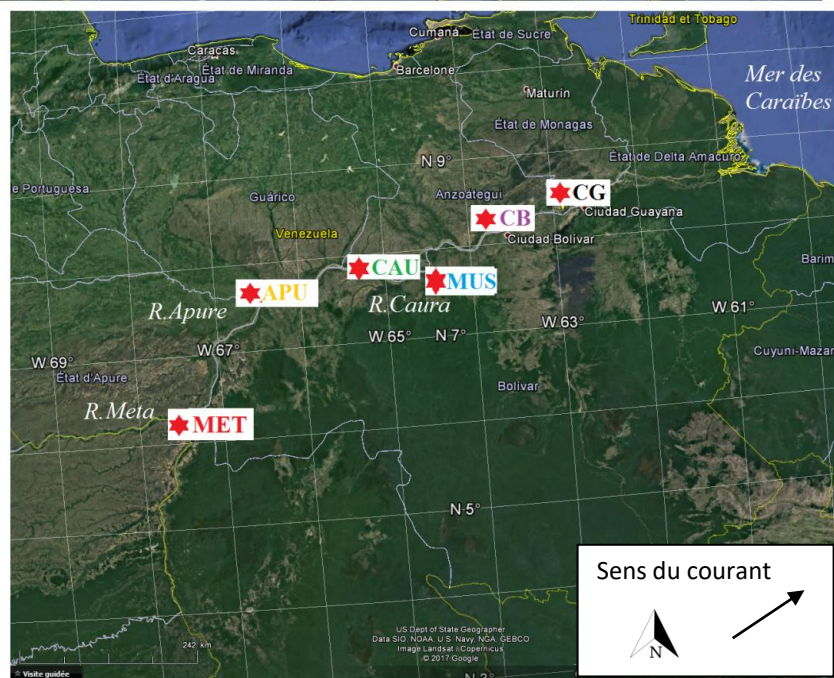 Trinidad et Tobago
Cumaná
État de Sucre
Caracas
État de Miranda
État d'Aragua
Barcelone
Mer des
Caraïbes
Maturin
État de Monagas
N 9°
État de Delta Amacuro
e Portuguesa
Guárico
Anzoátegui
CG
Ciudad Guayana
CB
Venezuela
Ciudad Bolivar
CAU
MUS
Barim
APU
R.Caura
R.Apure
W 61°
W 63°
W 65°
N 7°
W 67°
W 69°
État d'Apure
Cuyuni-Mazar
Bolívar
R.Meta
MET
N 5°
Sens du courant
N
US Dept of State Geographer
Data SIO, NOAA, U.S. Navy, NGA, GEBCO
Image Landsat / Copernicus
© 2017 Google
242 km
Visite guidée